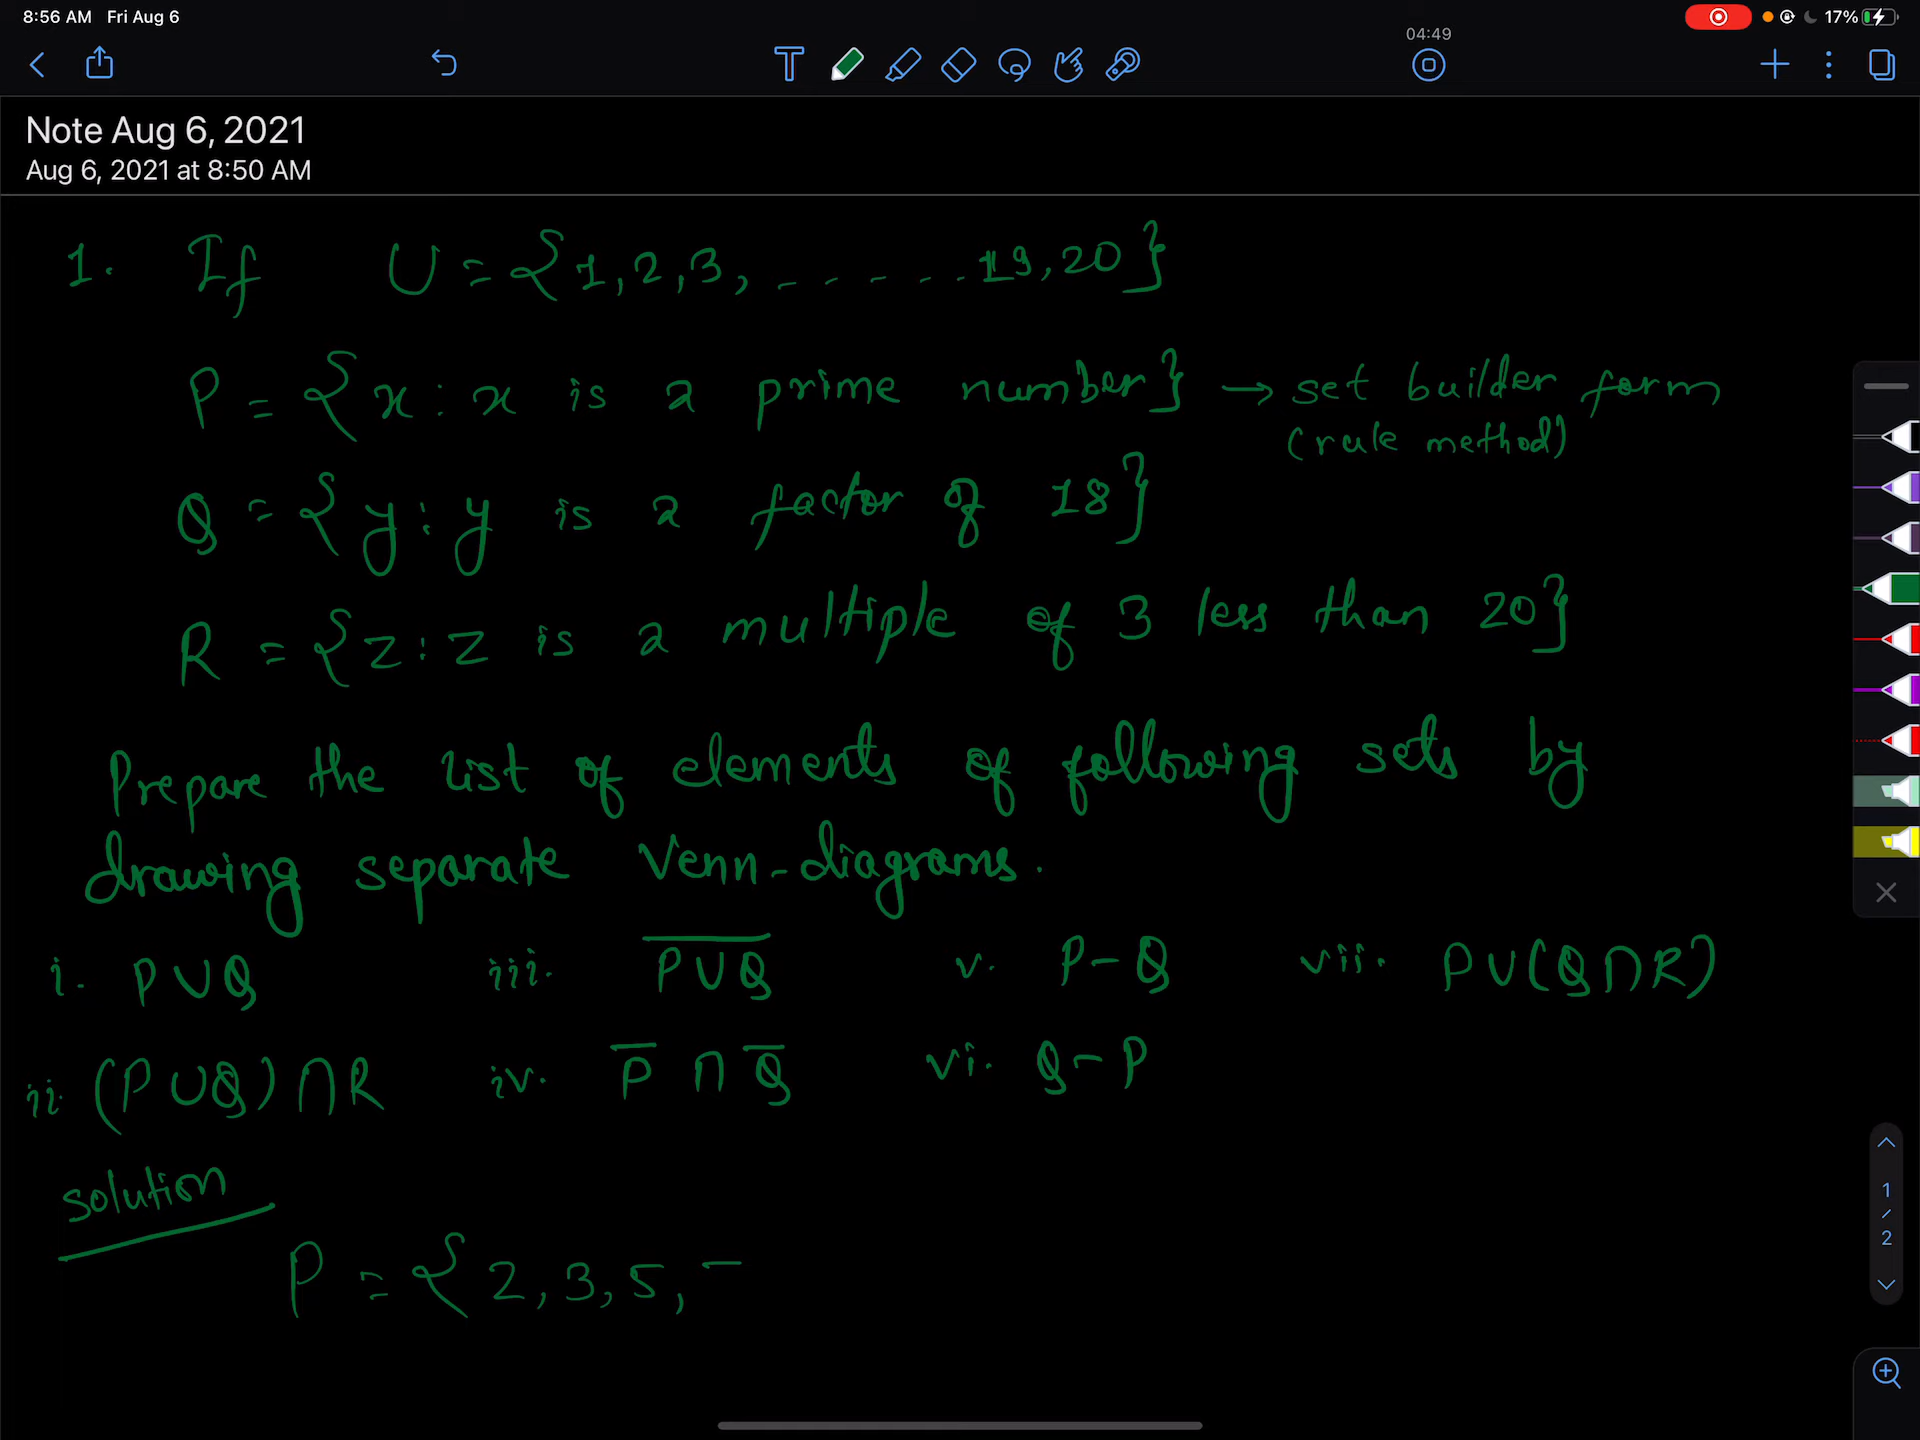 8:56 AM Fri Aug 6
17%
04:49
Note Aug 6, 2021
Aug 6, 2021 at 8:50 AM
1. If U = {1,2,3, - - - - - . 19,20}
P = {x : x is a prime number} → set builder form
(rule method)
Q = {y : y is a factor of 18}
R = {z : z is a multiple of 3 less than 20}
Prepare the list of elements of following sets by
drawing separate Venn-diagrams.
i. P∪Q iii. \overline{P∪Q} v. P-Q vii. P∪(Q∩R)
ii. (P∪Q)∩R iv. \overline{P} ∩ \overline{Q} vi. Q-P
solution
P = {2,3,5,
1
/
2